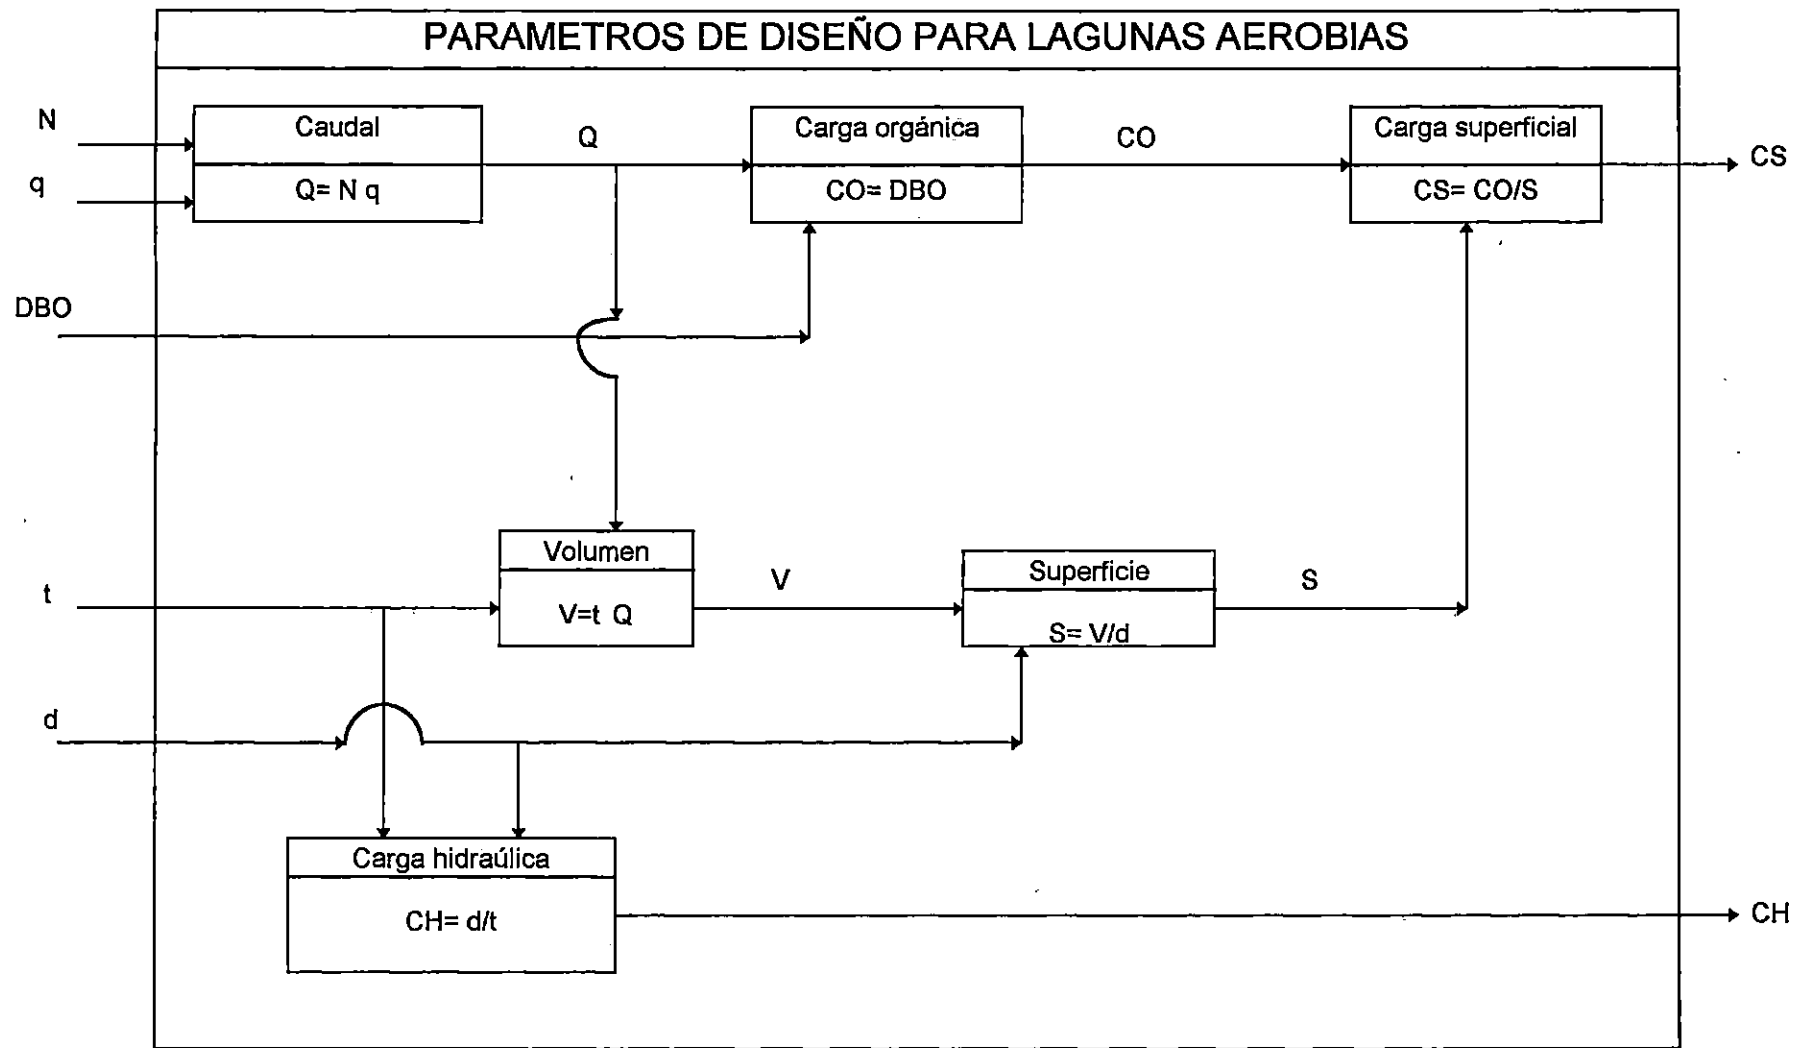 PARAMETROS DE DISEÑO PARA LAGUNAS AEROBIAS
N
q
Caudal
Q= N q
Q
Carga orgánica
CO= DBO
CO
Carga superficial
CS= CO/S
CS
DBO
t
Volumen
V=t Q
V
Superficie
S= V/d
S
d
Carga hidraúlica
CH= d/t
CH